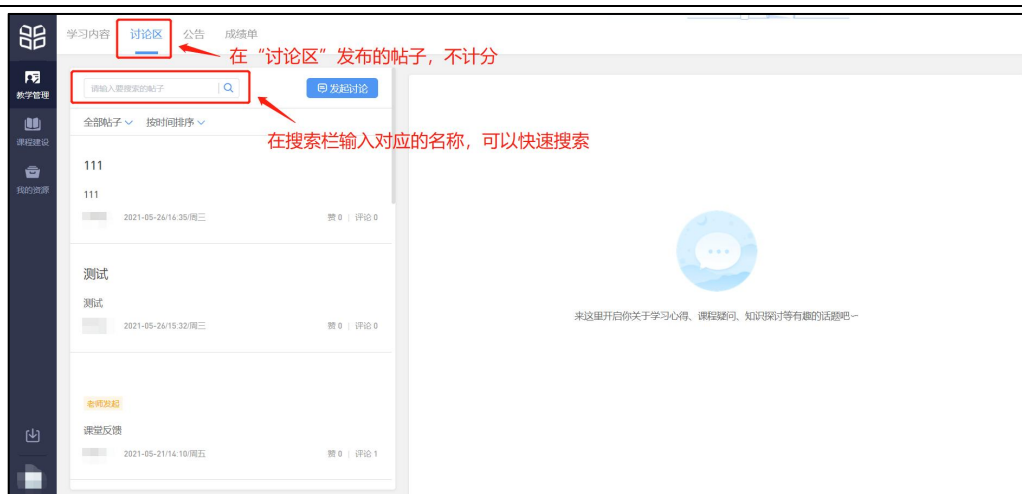 学习内容 讨论区 公告 成绩单
在“讨论区”发布的帖子，不计分
教学管理
请输入要搜索的帖子
发起讨论
课程建设
全部帖子 按时间排序
在搜索栏输入对应的名称，可以快速搜索
我的资源
111
111
2021-05-26/16:35/周三 赞 0 | 评论 0
测试
测试
2021-05-26/15:32/周三 赞 0 | 评论 0
来这里开启你关于学习心得、课程疑问、知识探讨等有趣的话题吧~
老师发起
课堂反馈
2021-05-21/14:10/周五 赞 0 | 评论 1